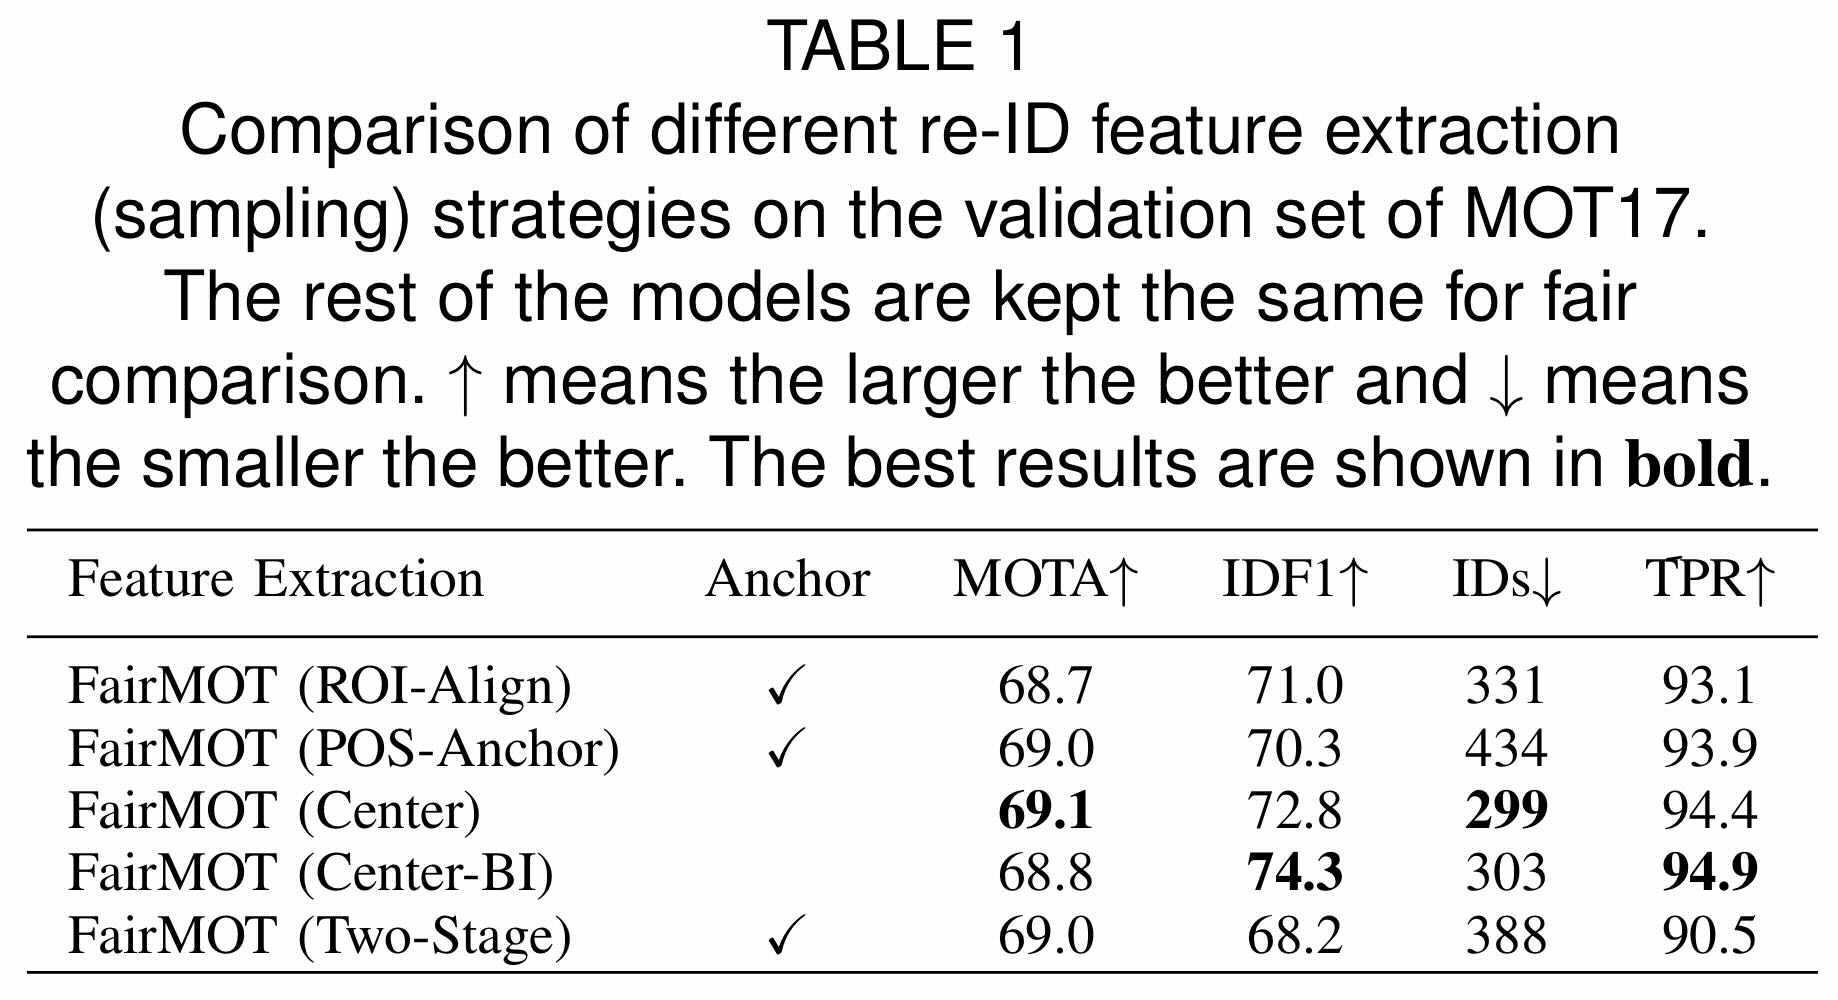 TABLE 1
Comparison of different re-ID feature extraction
(sampling) strategies on the validation set of MOT17.
The rest of the models are kept the same for fair
comparison. ↑ means the larger the better and ↓ means
the smaller the better. The best results are shown in bold.
Feature Extraction Anchor MOTA↑ IDF1↑ IDs↓ TPR↑
FairMOT (ROI-Align) ✓ 68.7 71.0 331 93.1
FairMOT (POS-Anchor) ✓ 69.0 70.3 434 93.9
FairMOT (Center) 69.1 72.8 299 94.4
FairMOT (Center-BI) 68.8 74.3 303 94.9
FairMOT (Two-Stage) ✓ 69.0 68.2 388 90.5